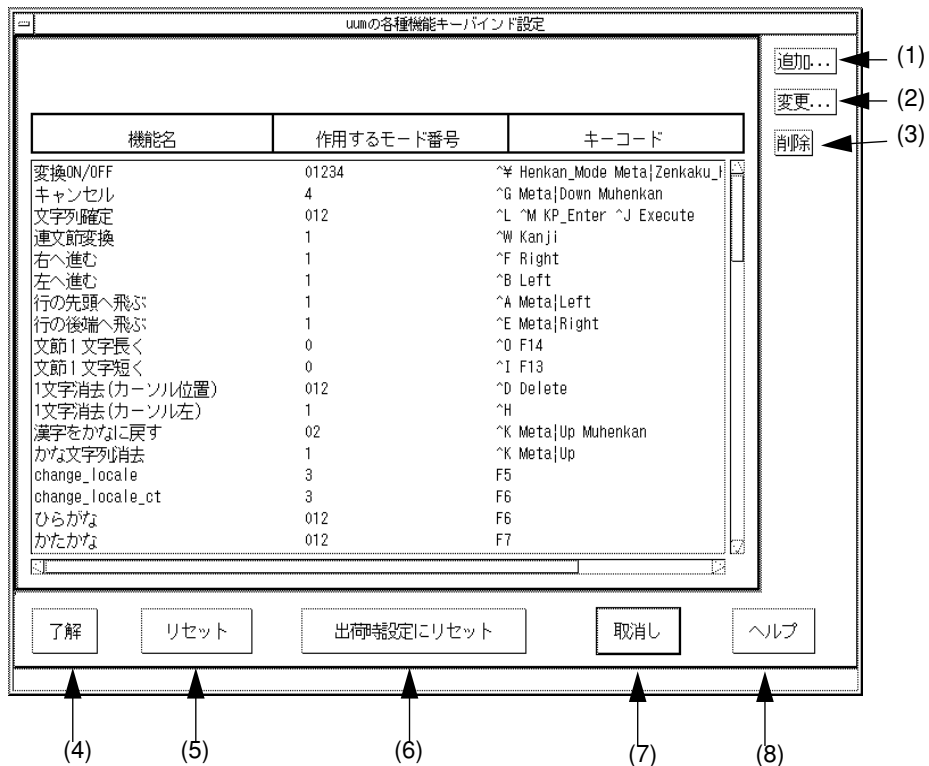 uumの各種機能キーバインド設定
追加...
(1)
変更...
(2)
削除
(3)
機能名 作用するモード番号 キーコード
変換ON/OFF 01234 ^¥ Henkan_Mode Meta¦Zenkaku_
キャンセル 4 ^G Meta¦Down Muhenkan
文字列確定 012 ^L ^M KP_Enter ^J Execute
連文節変換 1 ^W Kanji
右へ進む 1 ^F Right
左へ進む 1 ^B Left
行の先頭へ飛ぶ 1 ^A Meta¦Left
行の後端へ飛ぶ 1 ^E Meta¦Right
文節1文字長く 0 ^O F14
文節1文字短く 0 ^I F13
1文字消去(カーソル位置) 012 ^D Delete
1文字消去(カーソル左) 1 ^H
漢字をかなに戻す 02 ^K Meta¦Up Muhenkan
かな文字列消去 1 ^K Meta¦Up
change_locale 3 F5
change_locale_ct 3 F6
ひらがな 012 F6
かたかな 012 F7
了解 リセット 出荷時設定にリセット 取消し ヘルプ
(4) (5) (6) (7) (8)